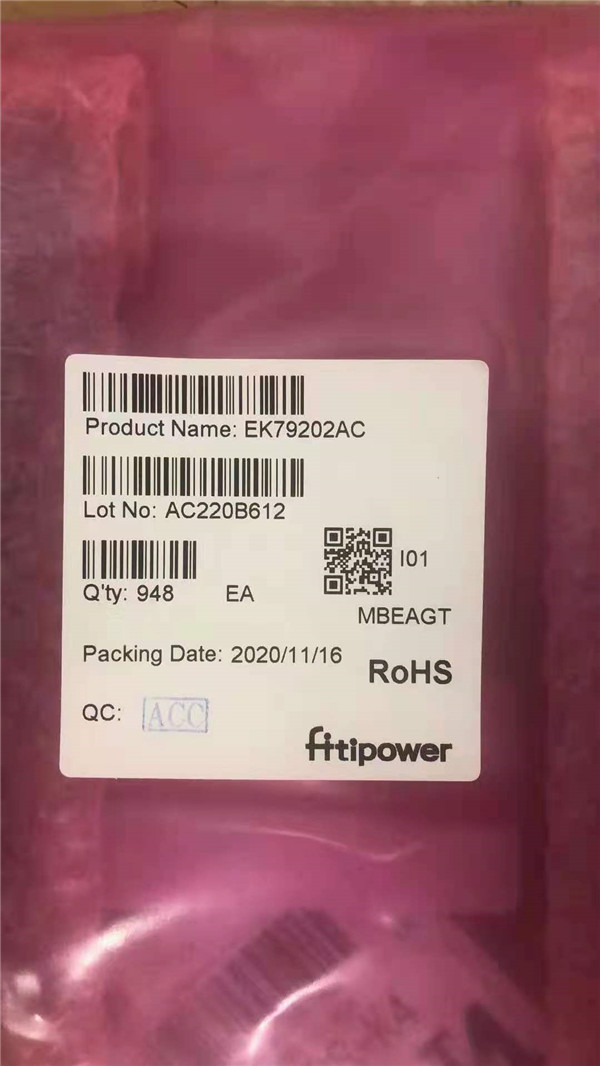 Product Name: EK79202AC
Lot No: AC220B612
I01
Q'ty: 948 EA
MBEAGT
Packing Date: 2020/11/16
RoHS
QC: ACC
fitipower